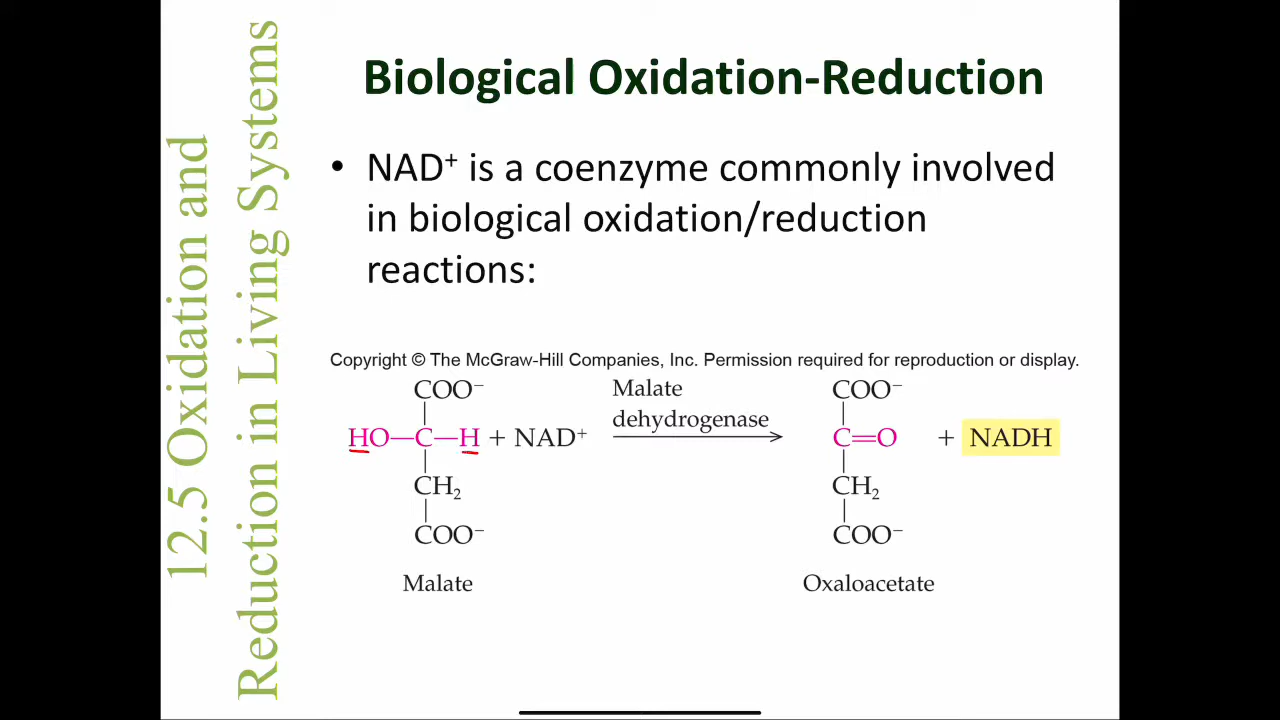 12.5 Oxidation and
Reduction in Living Systems
Biological Oxidation-Reduction
• NAD⁺ is a coenzyme commonly involved
in biological oxidation/reduction
reactions:
Copyright © The McGraw-Hill Companies, Inc. Permission required for reproduction or display.
COO⁻ Malate COO⁻
dehydrogenase
HO—C—H + NAD⁺ C=O + NADH
CH₂ CH₂
COO⁻ COO⁻
Malate Oxaloacetate